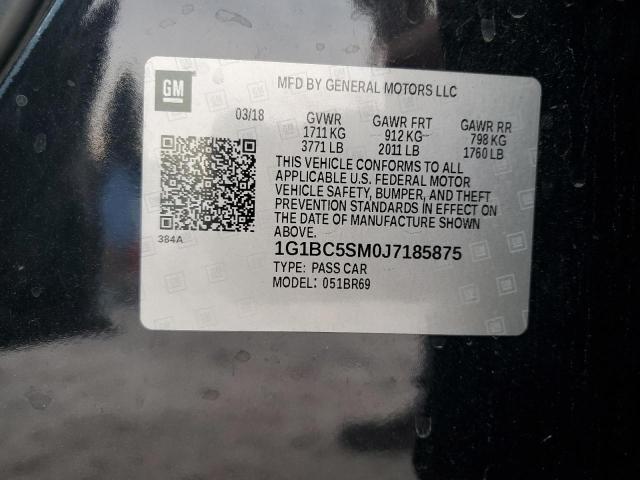 GM
MFD BY GENERAL MOTORS LLC
03/18 GVWR GAWR FRT GAWR RR
1711 KG 912 KG 798 KG
3771 LB 2011 LB 1760 LB
THIS VEHICLE CONFORMS TO ALL
APPLICABLE U.S. FEDERAL MOTOR
VEHICLE SAFETY, BUMPER, AND THEFT
PREVENTION STANDARDS IN EFFECT ON
THE DATE OF MANUFACTURE SHOWN
ABOVE.
384A
1G1BC5SM0J7185875
TYPE: PASS CAR
MODEL: 051BR69